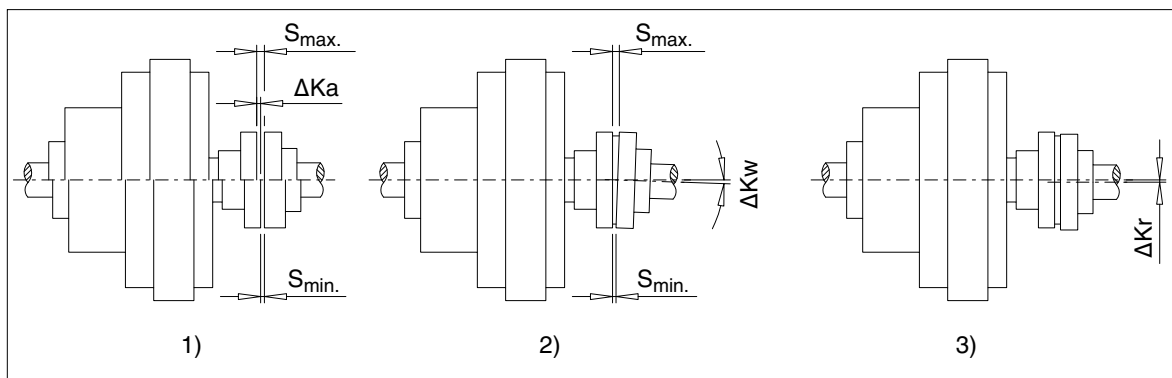 Smax.
ΔKa
Smin.
1)
Smax.
ΔKw
Smin.
2)
ΔKr
3)